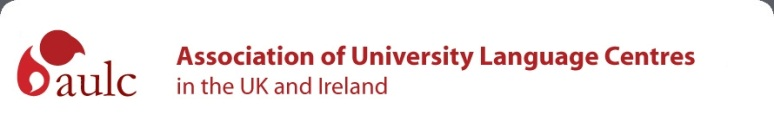 aulc
Association of University Language Centres
in the UK and Ireland